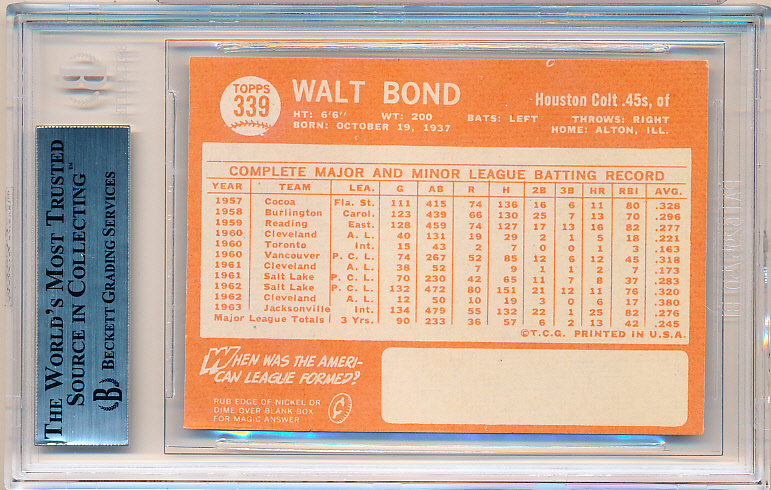 THE WORLD'S MOST TRUSTED
SOURCE IN COLLECTING™
B BECKETT GRADING SERVICES
TOPPS
339
WALT BOND
Houston Colt .45s, of
HT: 6'6" WT: 200 BATS: LEFT THROWS: RIGHT
BORN: OCTOBER 19, 1937 HOME: ALTON, ILL.
COMPLETE MAJOR AND MINOR LEAGUE BATTING RECORD
YEAR TEAM LEA. G AB R H 2B 3B HR RBI AVG.
1957 Cocoa Fla. St. 111 415 74 136 16 6 11 80 .328
1958 Burlington Carol. 123 439 66 130 25 7 13 70 .296
1959 Reading East. 128 459 74 127 17 13 16 82 .277
1960 Cleveland A. L. 40 131 19 29 2 1 5 18 .221
1960 Toronto Int. 15 43 2 7 0 0 1 3 .163
1960 Vancouver P. C. L. 74 267 52 85 12 6 12 45 .318
1961 Cleveland A. L. 38 52 7 9 1 1 2 7 .173
1961 Salt Lake P. C. L. 70 230 42 65 11 7 8 37 .283
1962 Salt Lake P. C. L. 132 472 80 151 21 12 11 76 .320
1962 Cleveland A. L. 12 50 10 19 3 0 6 17 .380
1963 Jacksonville Int. 134 479 55 132 22 1 25 82 .276
Major League Totals 3 Yrs. 90 233 36 57 6 2 13 42 .245
©T.C.G. PRINTED IN U.S.A.
WHEN WAS THE AMERI-
CAN LEAGUE FORMED?
RUB EDGE OF NICKEL OR
DIME OVER BLANK BOX
FOR MAGIC ANSWER